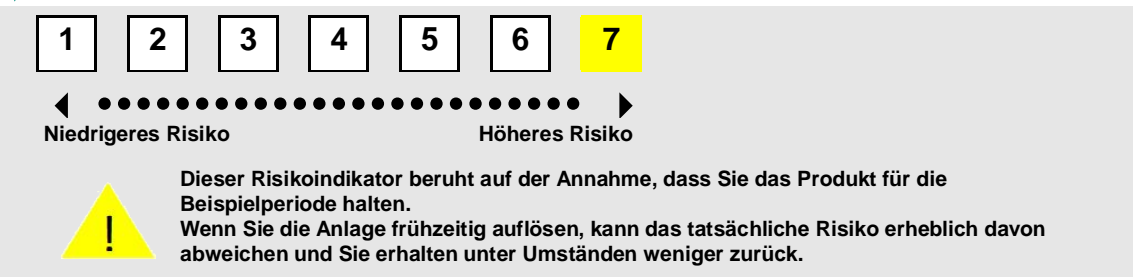 1 2 3 4 5 6 7
Niedrigeres Risiko Höheres Risiko
Dieser Risikoindikator beruht auf der Annahme, dass Sie das Produkt für die
Beispielperiode halten.
! Wenn Sie die Anlage frühzeitig auflösen, kann das tatsächliche Risiko erheblich davon
abweichen und Sie erhalten unter Umständen weniger zurück.